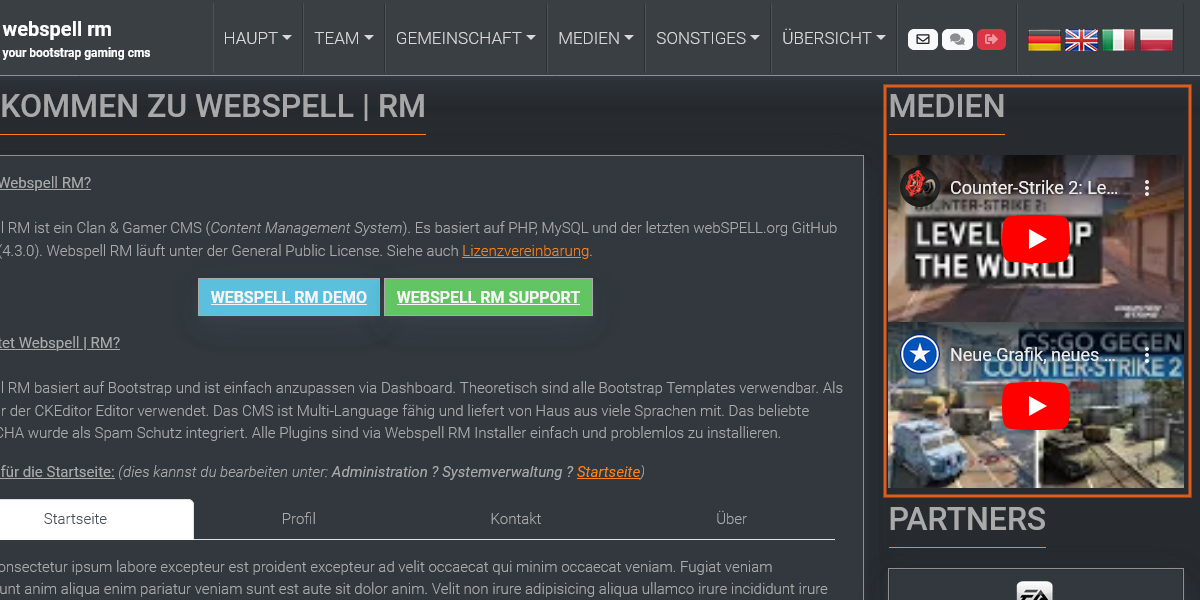 webspell rm
your bootstrap gaming cms
HAUPT
TEAM
GEMEINSCHAFT
MEDIEN
SONSTIGES
ÜBERSICHT
KOMMEN ZU WEBSPELL | RM
Webspell RM?
l RM ist ein Clan & Gamer CMS (Content Management System). Es basiert auf PHP, MySQL und der letzten webSPELL.org GitHub
(4.3.0). Webspell RM läuft unter der General Public License. Siehe auch Lizenzvereinbarung.
WEBSPELL RM DEMO
WEBSPELL RM SUPPORT
tet Webspell | RM?
l RM basiert auf Bootstrap und ist einfach anzupassen via Dashboard. Theoretisch sind alle Bootstrap Templates verwendbar. Als
r der CKEditor Editor verwendet. Das CMS ist Multi-Language fähig und liefert von Haus aus viele Sprachen mit. Das beliebte
CHA wurde als Spam Schutz integriert. Alle Plugins sind via Webspell RM Installer einfach und problemlos zu installieren.
für die Startseite: (dies kannst du bearbeiten unter: Administration ? Systemverwaltung ? Startseite)
Startseite
Profil
Kontakt
Über
onsectetur ipsum labore excepteur est proident excepteur ad velit occaecat qui minim occaecat veniam. Fugiat veniam
unt anim aliqua enim pariatur veniam sunt est aute sit dolor anim. Velit non irure adipisicing aliqua ullamco irure incididunt irure
MEDIEN
Counter-Strike 2: Le...
COUNTER-STRIKE 2:
LEVEL UP
THE WORLD
Neue Grafik, neues ...
CS:GO GEGEN
COUNTER-STRIKE 2
PARTNERS
EA